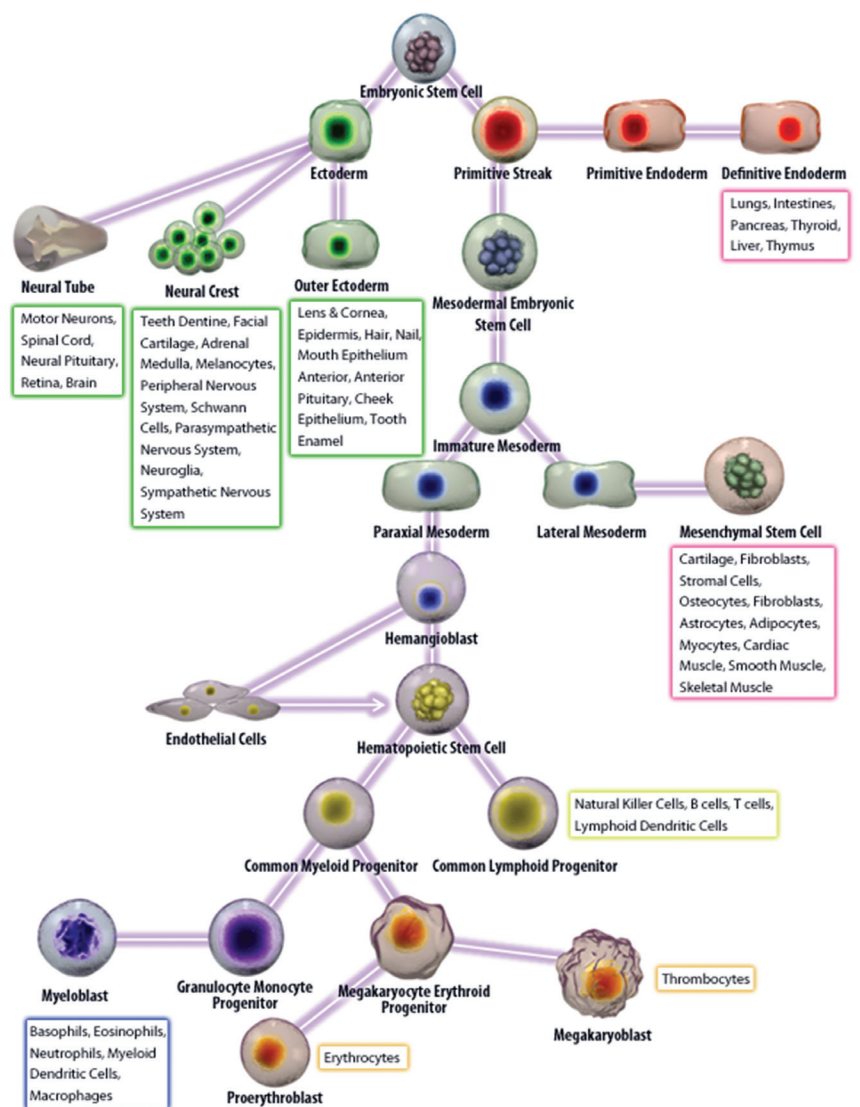 Embryonic Stem Cell
Ectoderm
Primitive Streak
Primitive Endoderm
Definitive Endoderm
Lungs, Intestines,
Pancreas, Thyroid,
Liver, Thymus
Neural Tube
Motor Neurons,
Spinal Cord,
Neural Pituitary,
Retina, Brain
Neural Crest
Teeth Dentine, Facial
Cartilage, Adrenal
Medulla, Melanocytes,
Peripheral Nervous
System, Schwann
Cells, Parasympathetic
Nervous System,
Neuroglia,
Sympathetic Nervous
System
Outer Ectoderm
Lens & Cornea,
Epidermis, Hair, Nail,
Mouth Epithelium
Anterior, Anterior
Pituitary, Cheek
Epithelium, Tooth
Enamel
Mesodermal Embryonic
Stem Cell
Immature Mesoderm
Paraxial Mesoderm
Lateral Mesoderm
Mesenchymal Stem Cell
Cartilage, Fibroblasts,
Stromal Cells,
Osteocytes, Fibroblasts,
Astrocytes, Adipocytes,
Myocytes, Cardiac
Muscle, Smooth Muscle,
Skeletal Muscle
Hemangioblast
Endothelial Cells
Hematopoietic Stem Cell
Common Myeloid Progenitor
Common Lymphoid Progenitor
Natural Killer Cells, B cells, T cells,
Lymphoid Dendritic Cells
Myeloblast
Basophils, Eosinophils,
Neutrophils, Myeloid
Dendritic Cells,
Macrophages
Granulocyte Monocyte
Progenitor
Megakaryocyte Erythroid
Progenitor
Megakaryoblast
Thrombocytes
Proerythroblast
Erythrocytes